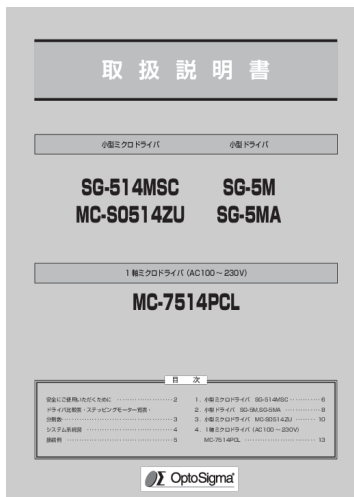 取扱説明書
小型ミクロドライバ 小型ドライバ
SG-514MSC SG-5M
MC-S0514ZU SG-5MA
1軸ミクロドライバ（AC100～230V）
MC-7514PCL
目 次
安全にご使用いただくために ……………………2
ドライバ比較表・ステッピングモーター一覧表・
分割数……………………………………………3
システム系統図 …………………………………4
接続例 ……………………………………………5
1．小型ミクロドライバ SG-514MSC …………6
2．小型ドライバ SG-5M,SG-5MA ……………8
3．小型ミクロドライバ MC-S0514ZU …………10
4．1軸ミクロドライバ（AC100～230V）
MC-7514PCL ……………………13
OptoSigma